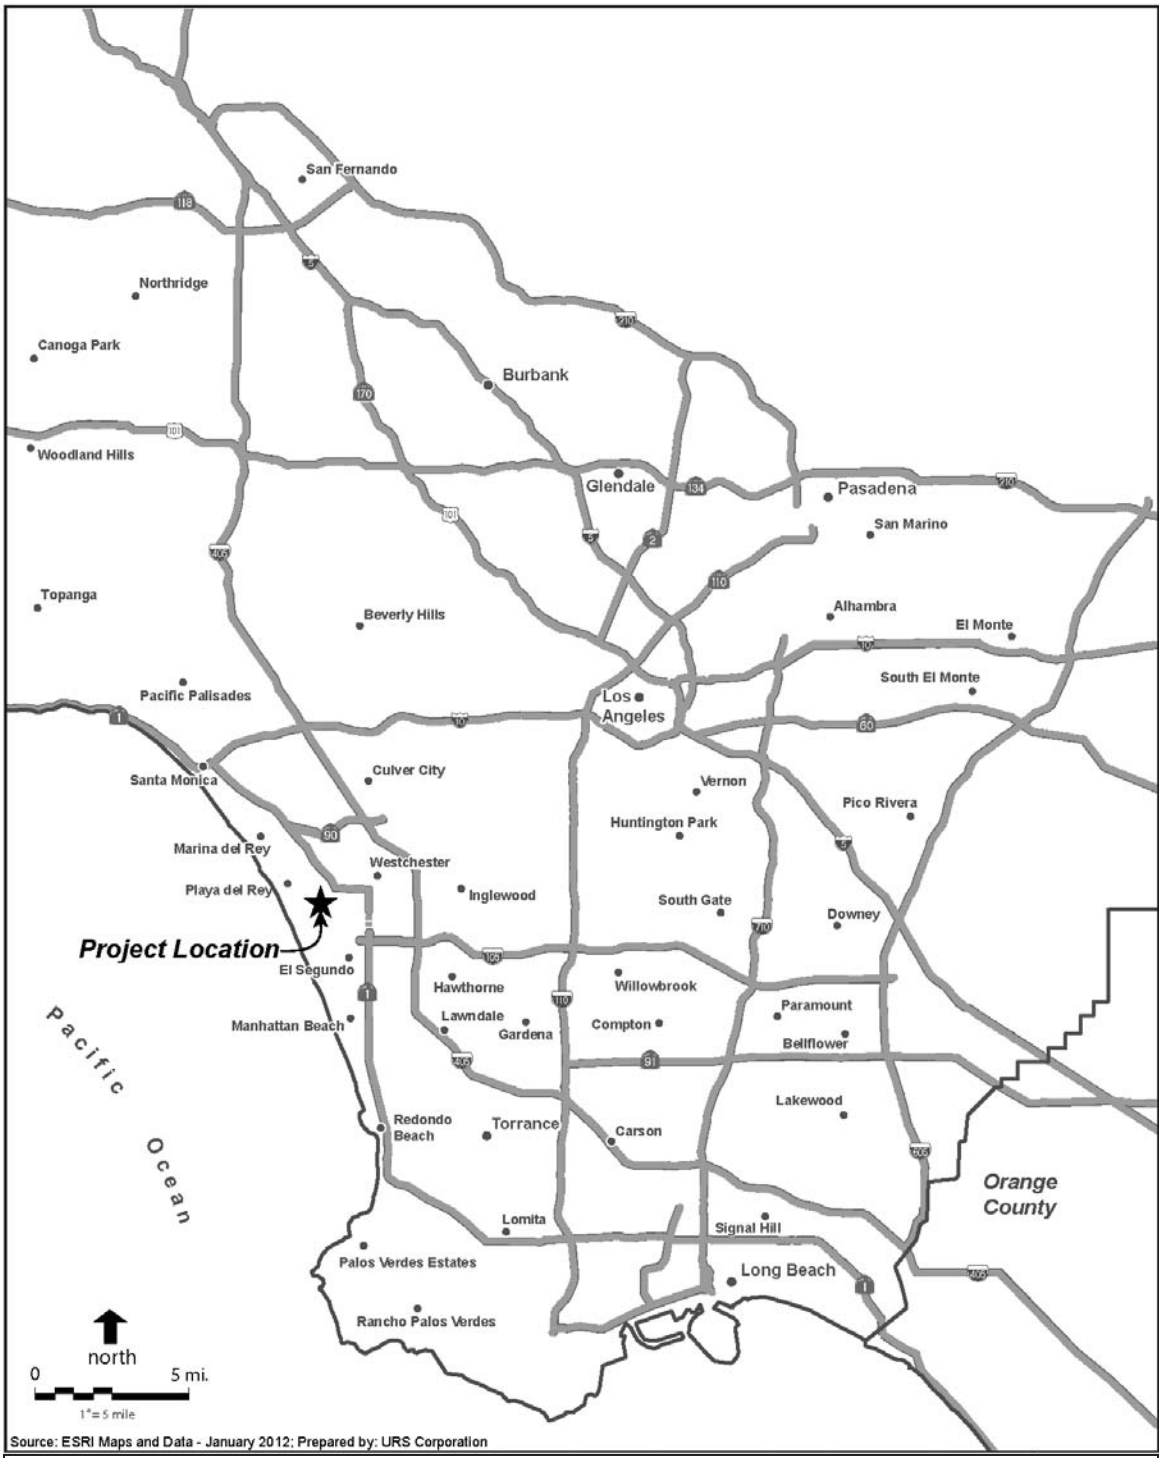 San Fernando
118
5
Northridge
210
Canoga Park
Burbank
170
101
Woodland Hills
Glendale
134
Pasadena
210
101
San Marino
5
2
405
110
Topanga
Beverly Hills
Alhambra
El Monte
10
Pacific Palisades
South El Monte
Los
Angeles
1
10
60
Santa Monica
Culver City
Vernon
Pico Rivera
Huntington Park
90
5
Marina del Rey
Westchester
Playa del Rey
Inglewood
South Gate
Downey
710
Project Location
105
El Segundo
Hawthorne
Willowbrook
1
110
Paramount
Manhattan Beach
Lawndale
Gardena
Compton
Bellflower
405
91
Pacific
Ocean
Redondo
Beach
Torrance
Carson
Lakewood
605
Orange
County
Lomita
Signal Hill
Palos Verdes Estates
Long Beach
405
1
Rancho Palos Verdes
north
0 5 mi.
1"= 5 mile
Source: ESRI Maps and Data - January 2012; Prepared by: URS Corporation